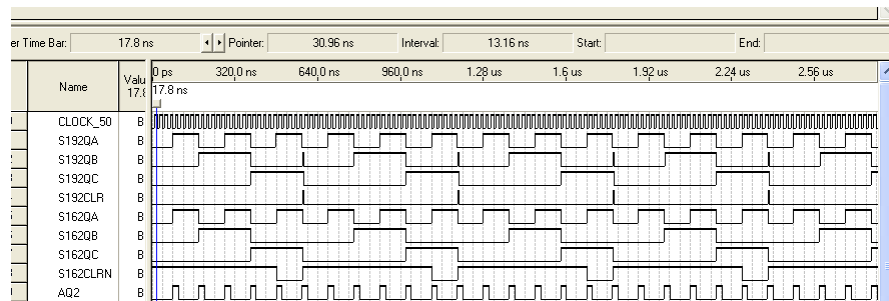 er Time Bar: 17.8 ns Pointer: 30.96 ns Interval: 13.16 ns Start: End:
Name Valu 17.8 0 ps 320.0 ns 640.0 ns 960.0 ns 1.28 us 1.6 us 1.92 us 2.24 us 2.56 us
17.8 ns
CLOCK_50 B
S192QA B
S192QB B
S192QC B
S192CLR B
S162QA B
S162QB B
S162QC B
S162CLRN B
AQ2 B